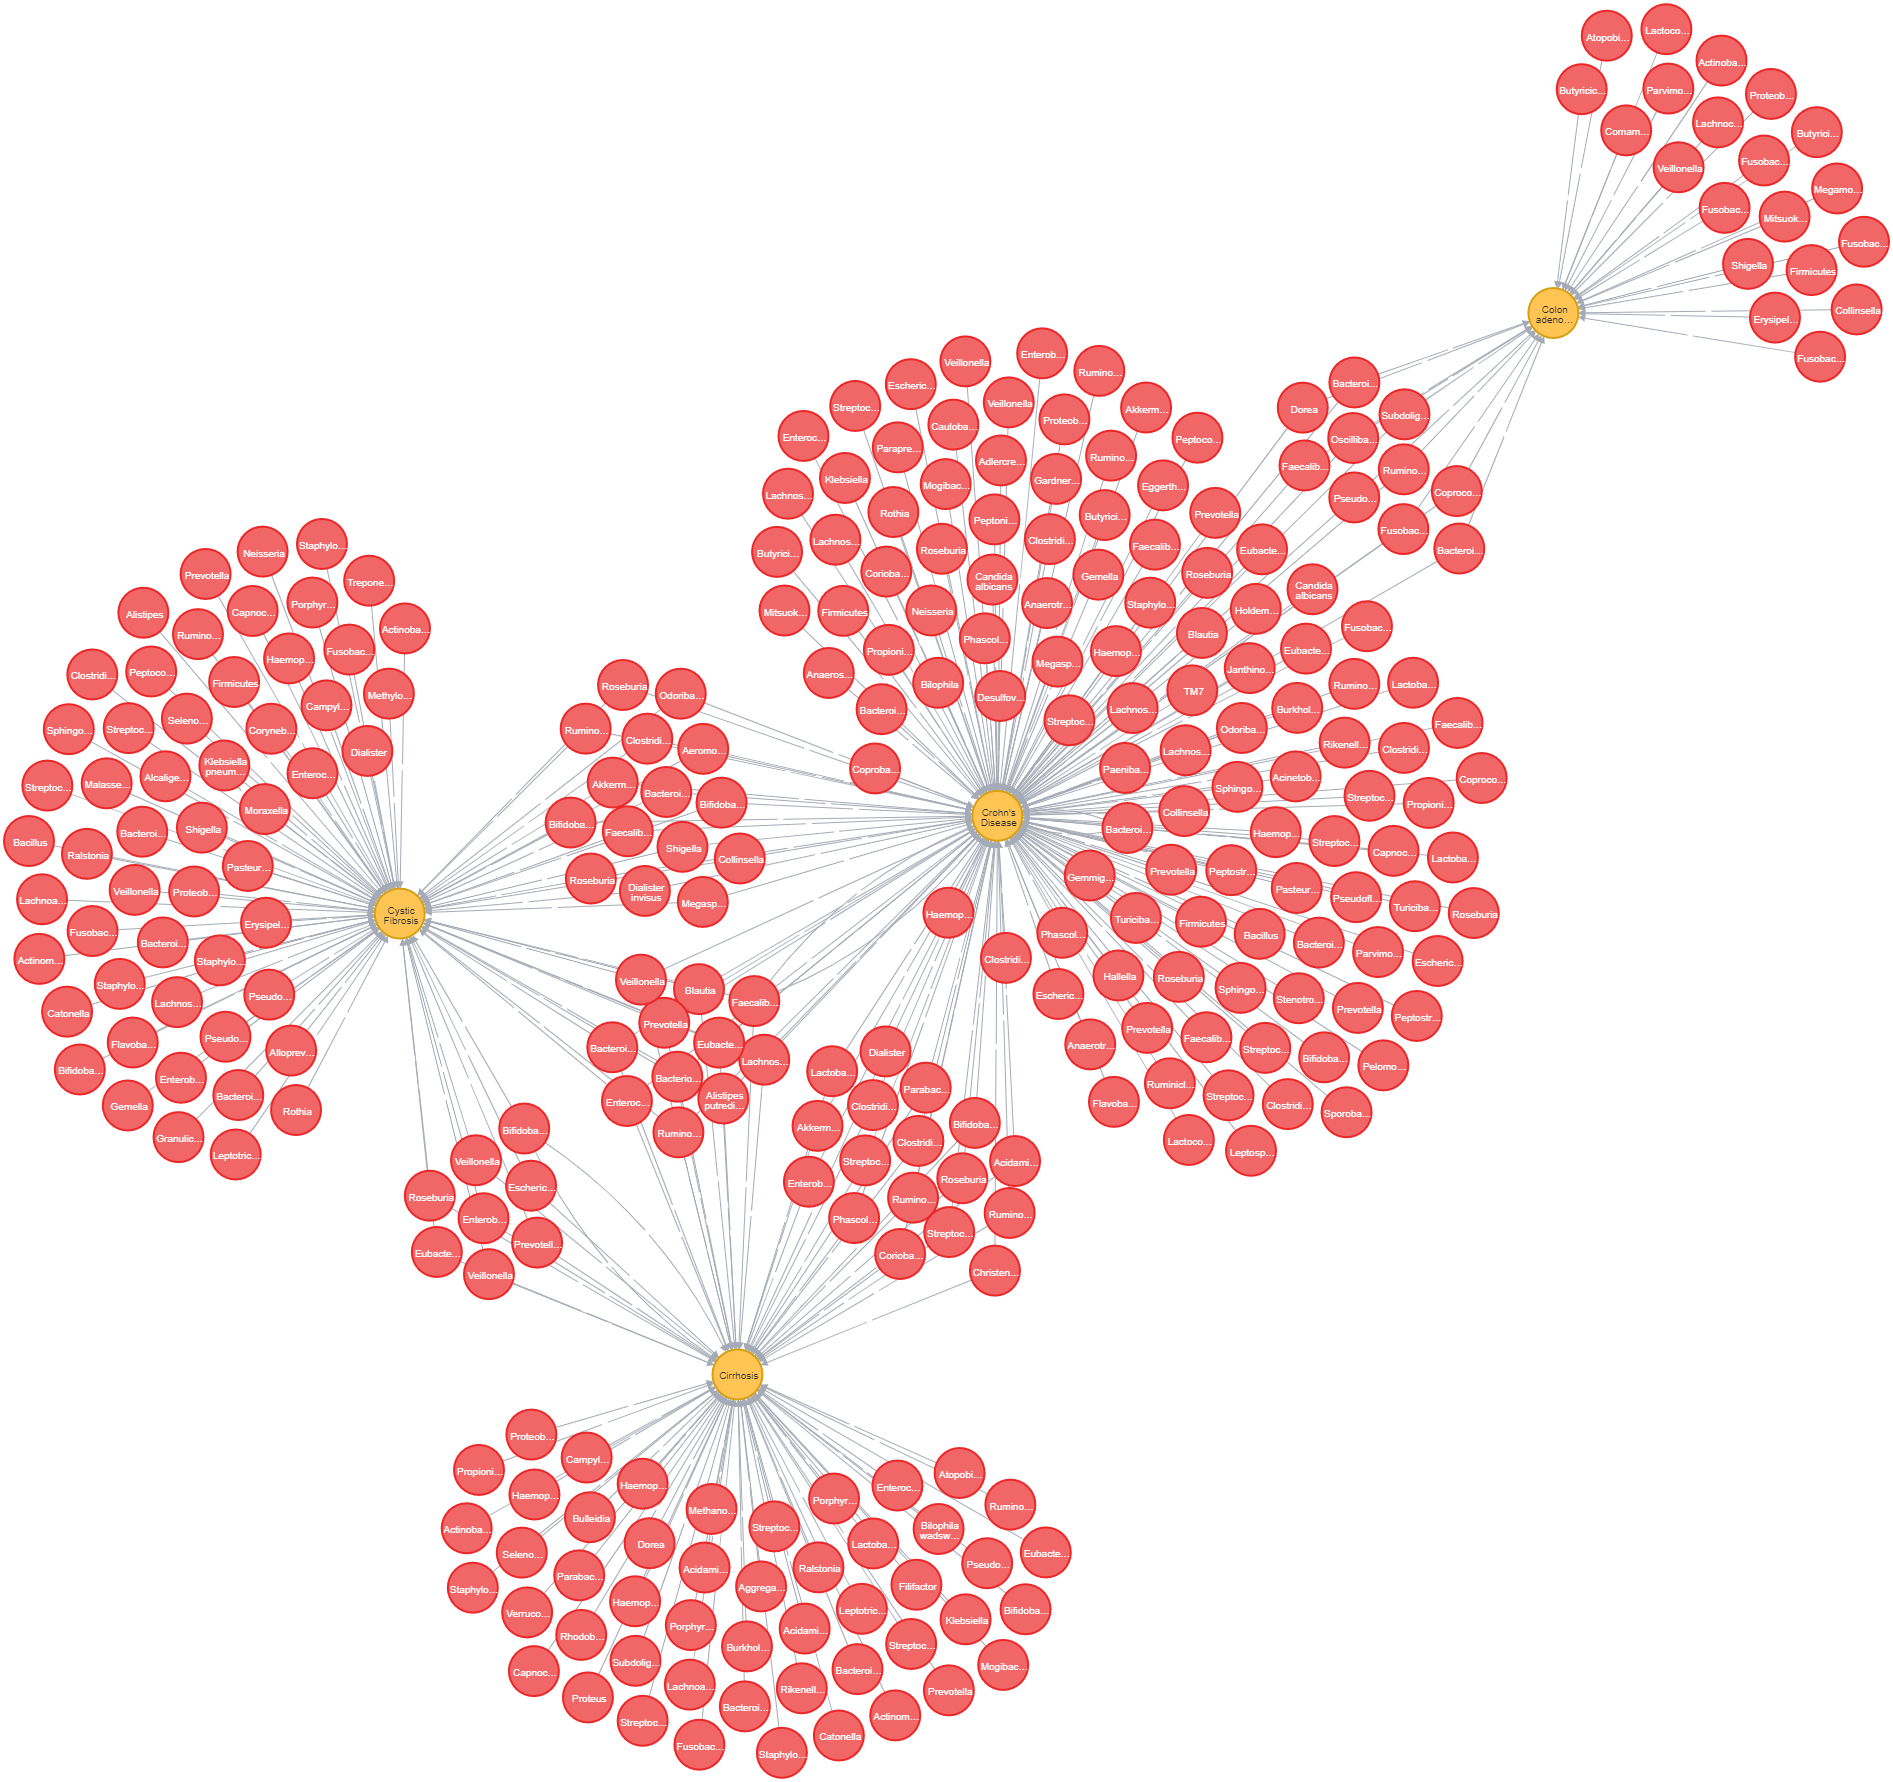 Atopobi...
Lactoco...
Actinoba...
Butyricic...
Parvimo...
Proteob...
Comam...
Lachnoc...
Butyrici...
Veillonella
Fusobac...
Megamo...
Fusobac...
Mitsuok...
Fusobac...
Shigella
Firmicutes
Collinsella
Erysipel...
Fusobac...
Colon
adeno...
Bacteroi...
Dorea
Subdolig...
Oscilliba...
Faecalib...
Rumino...
Pseudo...
Coproco...
Fusobac...
Bacteroi...
Veillonella
Enterob...
Rumino...
Escheric...
Streptoc...
Veillonella
Akkerm...
Proteob...
Cauloba...
Enteroc...
Parapre...
Peptoco...
Adlercre...
Rumino...
Klebsiella
Mogibac...
Gardner...
Eggerth...
Lachnos...
Rothia
Peptoni...
Butyrici...
Prevotella
Lachnos...
Roseburia
Clostridi...
Faecalib...
Eubacte...
Butyrici...
Corioba...
Candida
albicans
Gemella
Roseburia
Candida
albicans
Mitsuok...
Firmicutes
Neisseria
Anaerotr...
Staphylo...
Holdem...
Phascol...
Blautia
Fusobac...
Propioni...
Haemop...
Eubacte...
Anaeros...
Bilophila
Megasp...
Janthino...
Desulfov...
TM7
Rumino...
Lactoba...
Bacteroi...
Streptoc...
Lachnos...
Burkhol...
Odoriba...
Faecalib...
Rikenell...
Clostridi...
Lachnos...
Paeniba...
Coproba...
Sphingo...
Acinetob...
Coproco...
Streptoc...
Propioni...
Collinsella
Crohn's
Disease
Bacteroi...
Haemop...
Streptoc...
Capnoc...
Lactoba...
Gemmig...
Prevotella
Peptostr...
Pasteur...
Pseudofl...
Turiciba...
Roseburia
Turiciba...
Firmicutes
Bacillus
Bacteroi...
Parvimo...
Escheric...
Phascol...
Hallella
Roseburia
Sphingo...
Stenotro...
Prevotella
Peptostr...
Escheric...
Prevotella
Faecalib...
Streptoc...
Bifidoba...
Pelomo...
Anaerotr...
Ruminicl...
Streptoc...
Clostridi...
Sporoba...
Flavoba...
Lactoco...
Leptosp...
Staphylo...
Neisseria
Prevotella
Trepone...
Porphyr...
Capnoc...
Alistipes
Actinoba...
Rumino...
Haemop...
Fusobac...
Clostridi...
Peptoco...
Firmicutes
Methylo...
Campyl...
Sphingo...
Streptoc...
Seleno...
Coryneb...
Dialister
Klebsiella
pneum...
Enteroc...
Streptoc...
Malasse...
Alcalige...
Moraxella
Bacillus
Bacteroi...
Shigella
Ralstonia
Pasteur...
Lachnoa...
Veillonella
Proteob...
Cystic
Fibrosis
Fusobac...
Bacteroi...
Erysipel...
Actinom...
Staphylo...
Staphylo...
Catonella
Lachnos...
Pseudo...
Flavoba...
Pseudo...
Alloprev...
Bifidoba...
Enterob...
Gemella
Bacteroi...
Rothia
Granulic...
Leptotric...
Roseburia
Odoriba...
Rumino...
Clostridi...
Aeromo...
Akkerm...
Bacteroi...
Bifidoba...
Bifidoba...
Faecalib...
Shigella
Collinsella
Roseburia
Dialister
invisus
Megasp...
Haemop...
Clostridi...
Veillonella
Blautia
Faecalib...
Prevotella
Bacteroi...
Eubacte...
Lachnos...
Bacterio...
Enteroc...
Alistipes
putredi...
Rumino...
Dialister
Lactoba...
Parabac...
Clostridi...
Akkerm...
Clostridi...
Bifidoba...
Streptoc...
Acidami...
Enterob...
Roseburia
Rumino...
Phascol...
Rumino...
Streptoc...
Corioba...
Christen...
Bifidoba...
Veillonella
Escheric...
Roseburia
Enterob...
Prevotell...
Eubacte...
Veillonella
Cirrhosis
Proteob...
Campyl...
Propioni...
Haemop...
Haemop...
Enteroc...
Atopobi...
Porphyr...
Rumino...
Actinoba...
Bulleidia
Methano...
Streptoc...
Bilophila
wadsw...
Seleno...
Dorea
Lactoba...
Eubacte...
Pseudo...
Staphylo...
Parabac...
Acidami...
Ralstonia
Aggrega...
Filifactor
Verruco...
Haemop...
Leptotric...
Bifidoba...
Klebsiella
Rhodob...
Porphyr...
Acidami...
Burkhol...
Streptoc...
Capnoc...
Subdolig...
Bacteroi...
Mogibac...
Lachnoa...
Rikenell...
Prevotella
Proteus
Bacteroi...
Streptoc...
Actinom...
Catonella
Fusobac...
Staphylo...